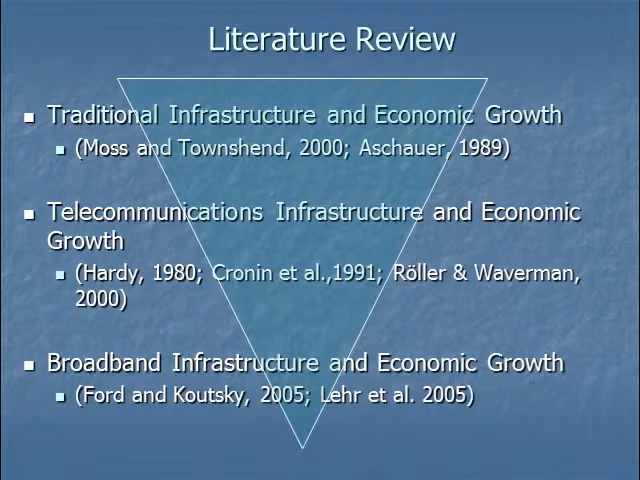 Literature Review
Traditional Infrastructure and Economic Growth
(Moss and Townshend, 2000; Aschauer, 1989)
Telecommunications Infrastructure and Economic
Growth
(Hardy, 1980; Cronin et al.,1991; Röller & Waverman,
2000)
Broadband Infrastructure and Economic Growth
(Ford and Koutsky, 2005; Lehr et al. 2005)